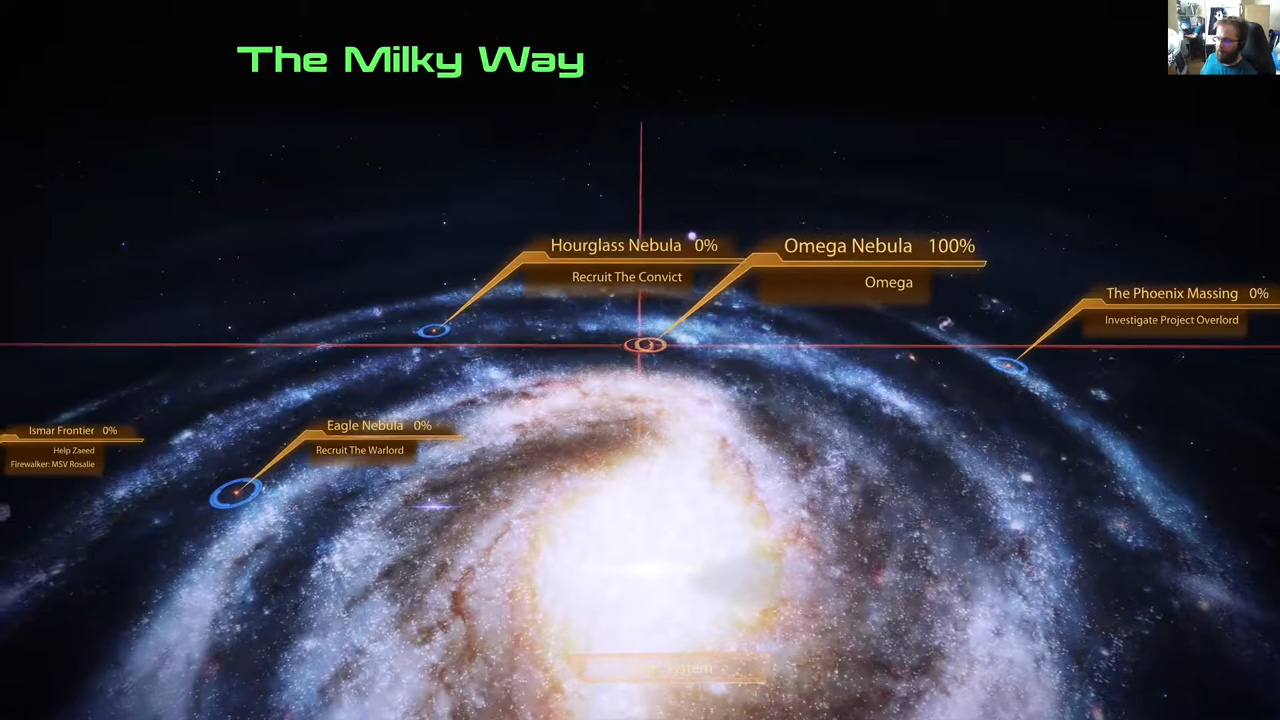 The Milky Way
Hourglass Nebula 0%
Recruit The Convict
Omega Nebula 100%
Omega
The Phoenix Massing 0%
Investigate Project Overlord
Ismar Frontier 0%
Help Zaeed
Firewalker: MSV Rosalie
Eagle Nebula 0%
Recruit The Warlord
System